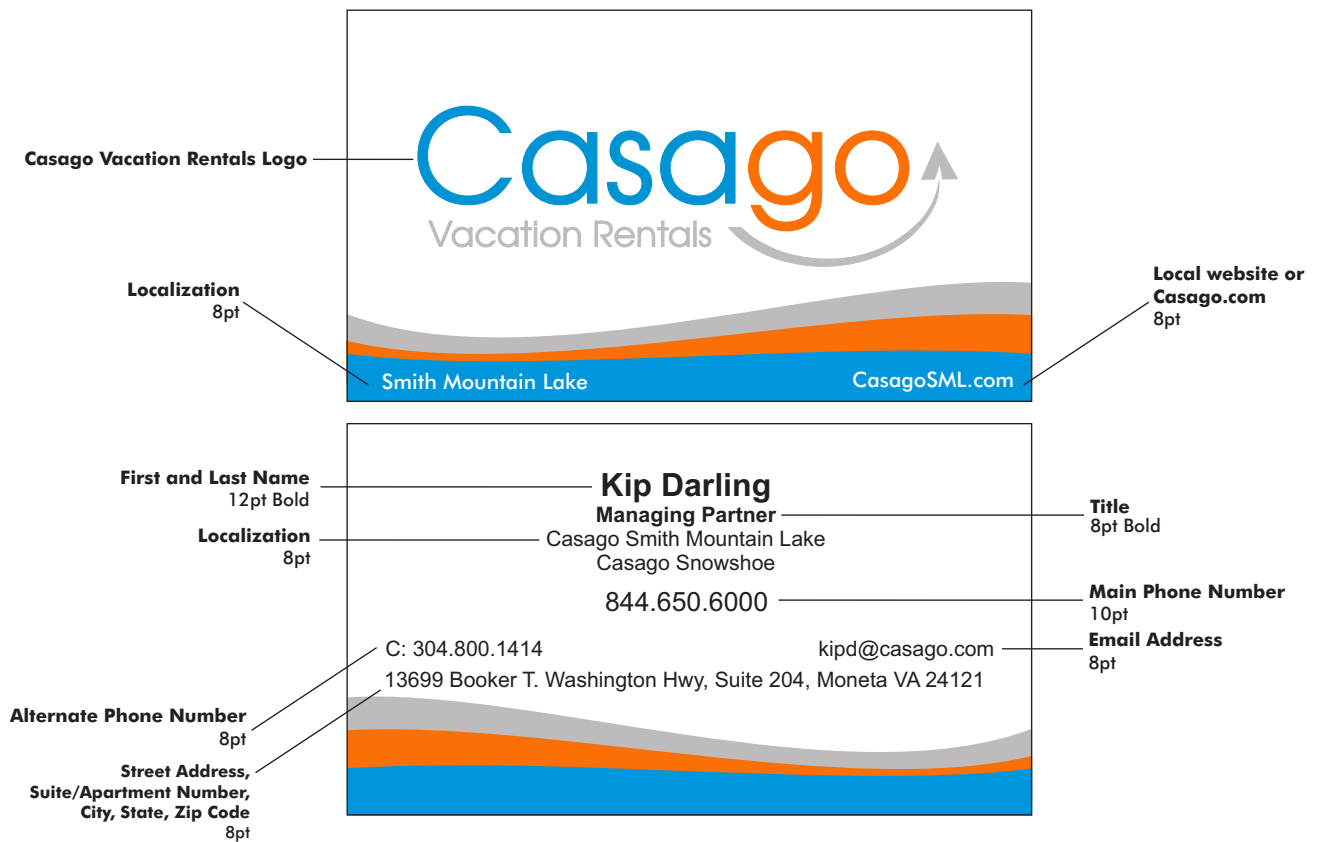 Casago
Vacation Rentals
Casago Vacation Rentals Logo
Localization
8pt
Local website or
Casago.com
8pt
Smith Mountain Lake
CasagoSML.com
First and Last Name
12pt Bold
Kip Darling
Managing Partner
Title
8pt Bold
Localization
8pt
Casago Smith Mountain Lake
Casago Snowshoe
844.650.6000
Main Phone Number
10pt
C: 304.800.1414
kipd@casago.com
Email Address
8pt
13699 Booker T. Washington Hwy, Suite 204, Moneta VA 24121
Alternate Phone Number
8pt
Street Address,
Suite/Apartment Number,
City, State, Zip Code
8pt